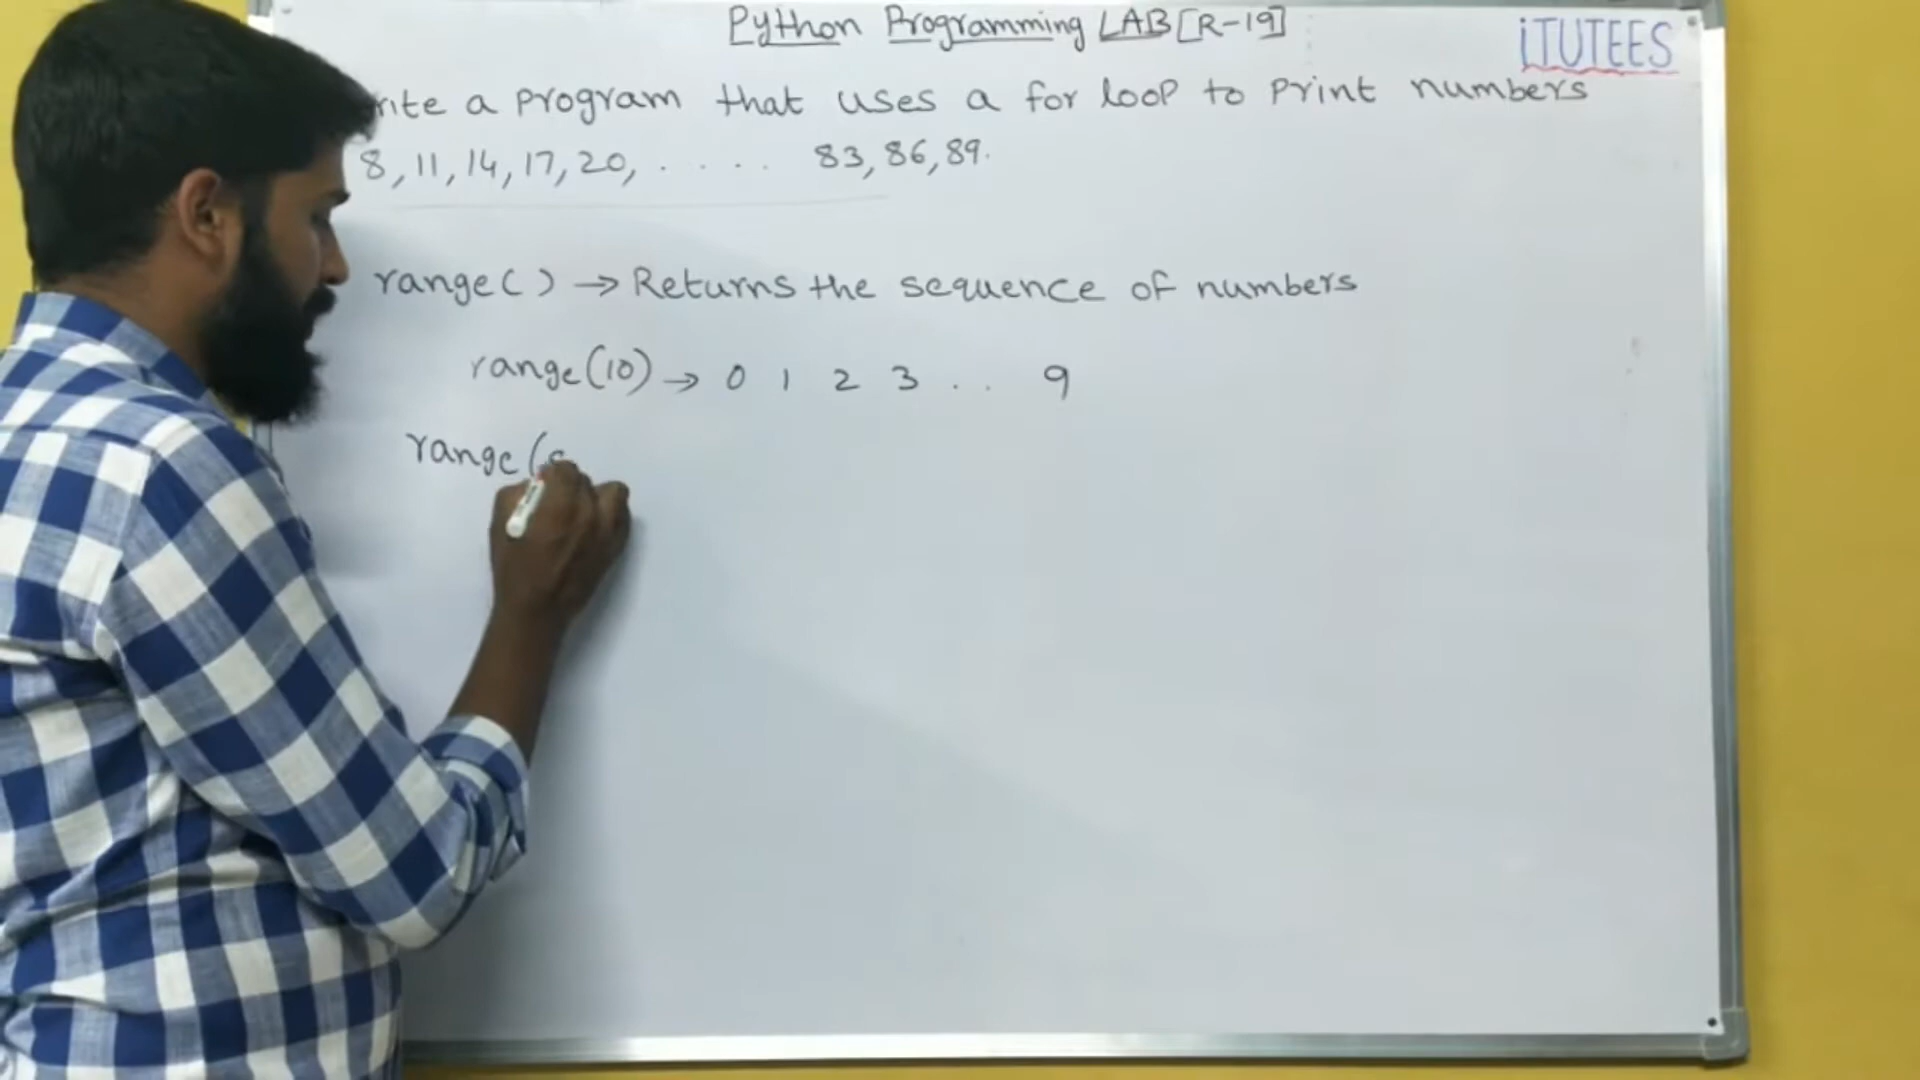 Python Programming LAB [R-19]
iTUTEES
rite a program that uses a for loop to print numbers
8, 11, 14, 17, 20, . . . . 83, 86, 89.
range( ) → Returns the sequence of numbers
range(10) → 0 1 2 3 . . 9
range(